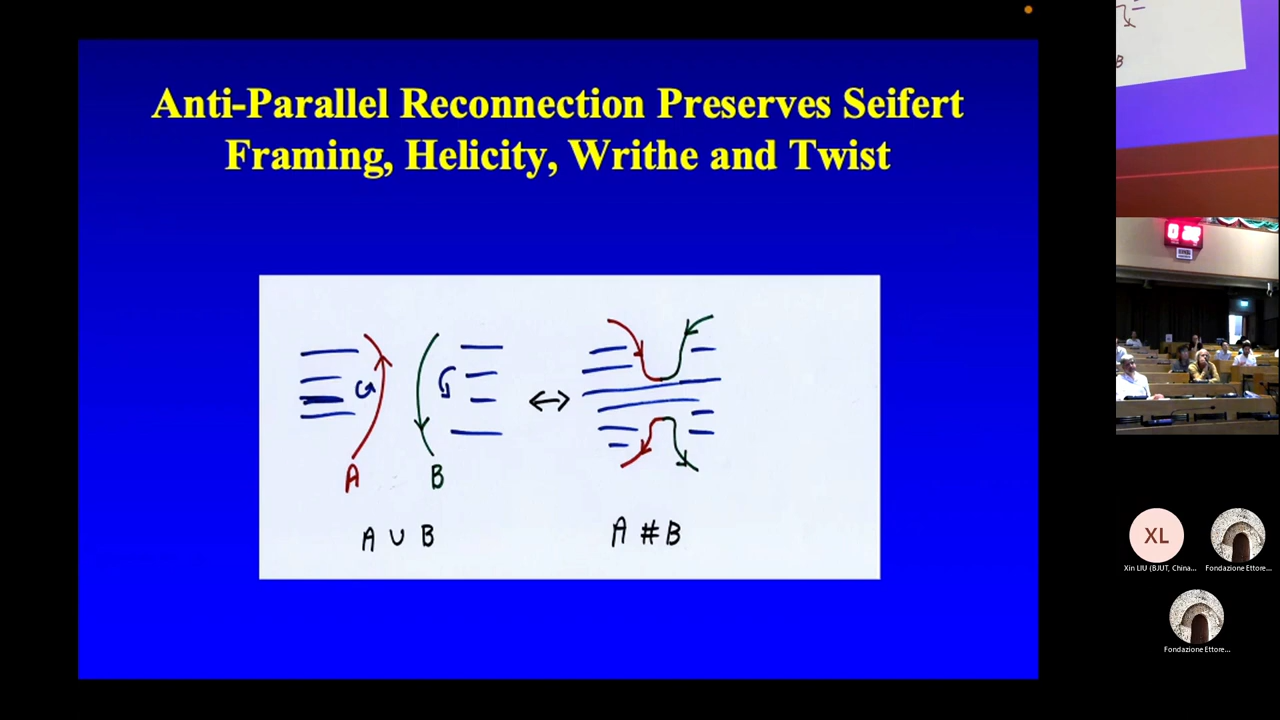 Anti-Parallel Reconnection Preserves Seifert
Framing, Helicity, Writhe and Twist
A
B
A ∪ B
A # B
B
XL
Xin LIU (BJUT, China...
Fondazione Ettore...
Fondazione Ettore...